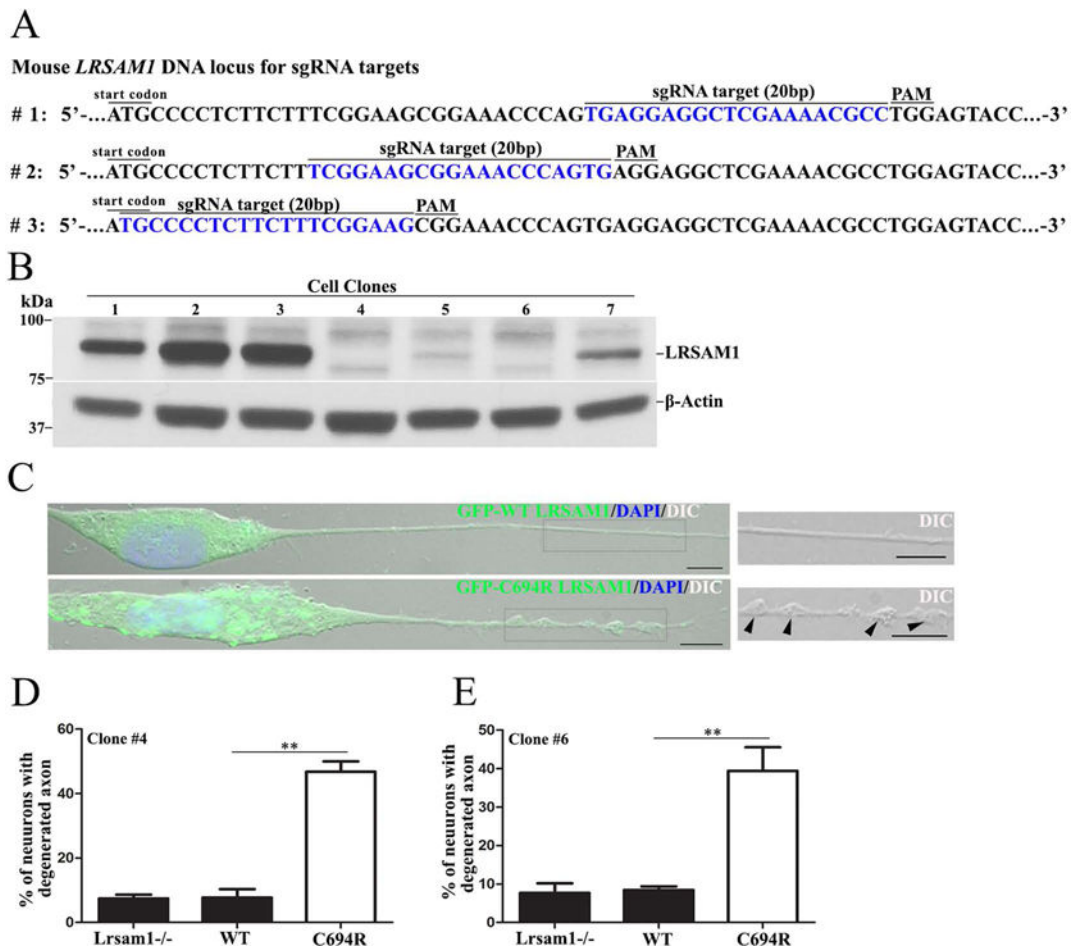 A
Mouse LRSAM1 DNA locus for sgRNA targets
start codon sgRNA target (20bp) PAM
# 1: 5’-...ATGCCCCTCTTCTTTCGGAAGCGGAAACCCAGTGAGGAGGCTCGAAAACGCCTGGAGTACC...-3’
start codon sgRNA target (20bp) PAM
#2: 5’-...ATGCCCCTCTTCTTTCGGAAGCGGAAACCCAGTGAGGAGGCTCGAAAACGCCTGGAGTACC...-3’
start codon sgRNA target (20bp) PAM
# 3: 5’-...ATGCCCCTCTTCTTTCGGAAGCGGAAACCCAGTGAGGAGGCTCGAAAACGCCTGGAGTACC...-3’
B
Cell Clones
kDa 1 2 3 4 5 6 7
100
LRSAM1
75
β-Actin
37
C
GFP-WT LRSAM1/DAPI/DIC DIC
GFP-C694R LRSAM1/DAPI/DIC DIC
D
% of neuurons with
degenerated axon
Clone #4
**
60
40
20
0
Lrsam1-/- WT C694R
E
% of neuurons with
degenerated axon
Clone #6
**
50
40
30
20
10
0
Lrsam1-/- WT C694R